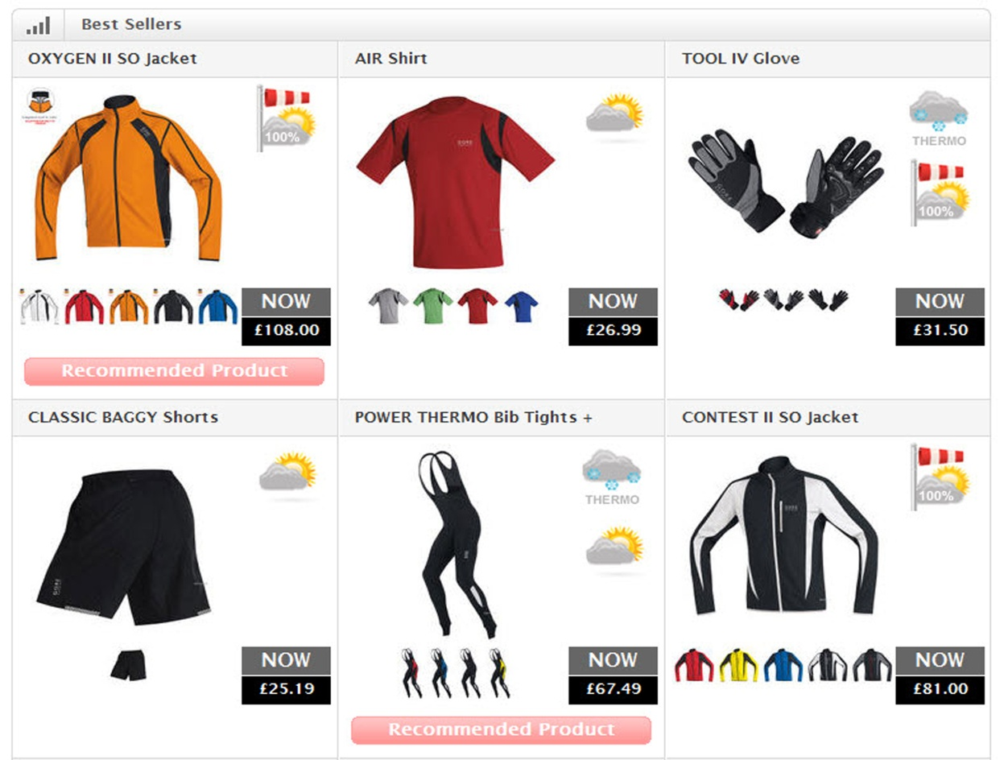 Best Sellers
OXYGEN II SO Jacket
AIR Shirt
TOOL IV Glove
100%
THERMO
100%
GORE
NOW
£108.00
NOW
£26.99
NOW
£31.50
Recommended Product
CLASSIC BAGGY Shorts
POWER THERMO Bib Tights +
CONTEST II SO Jacket
THERMO
100%
GORE
NOW
£25.19
NOW
£67.49
NOW
£81.00
Recommended Product